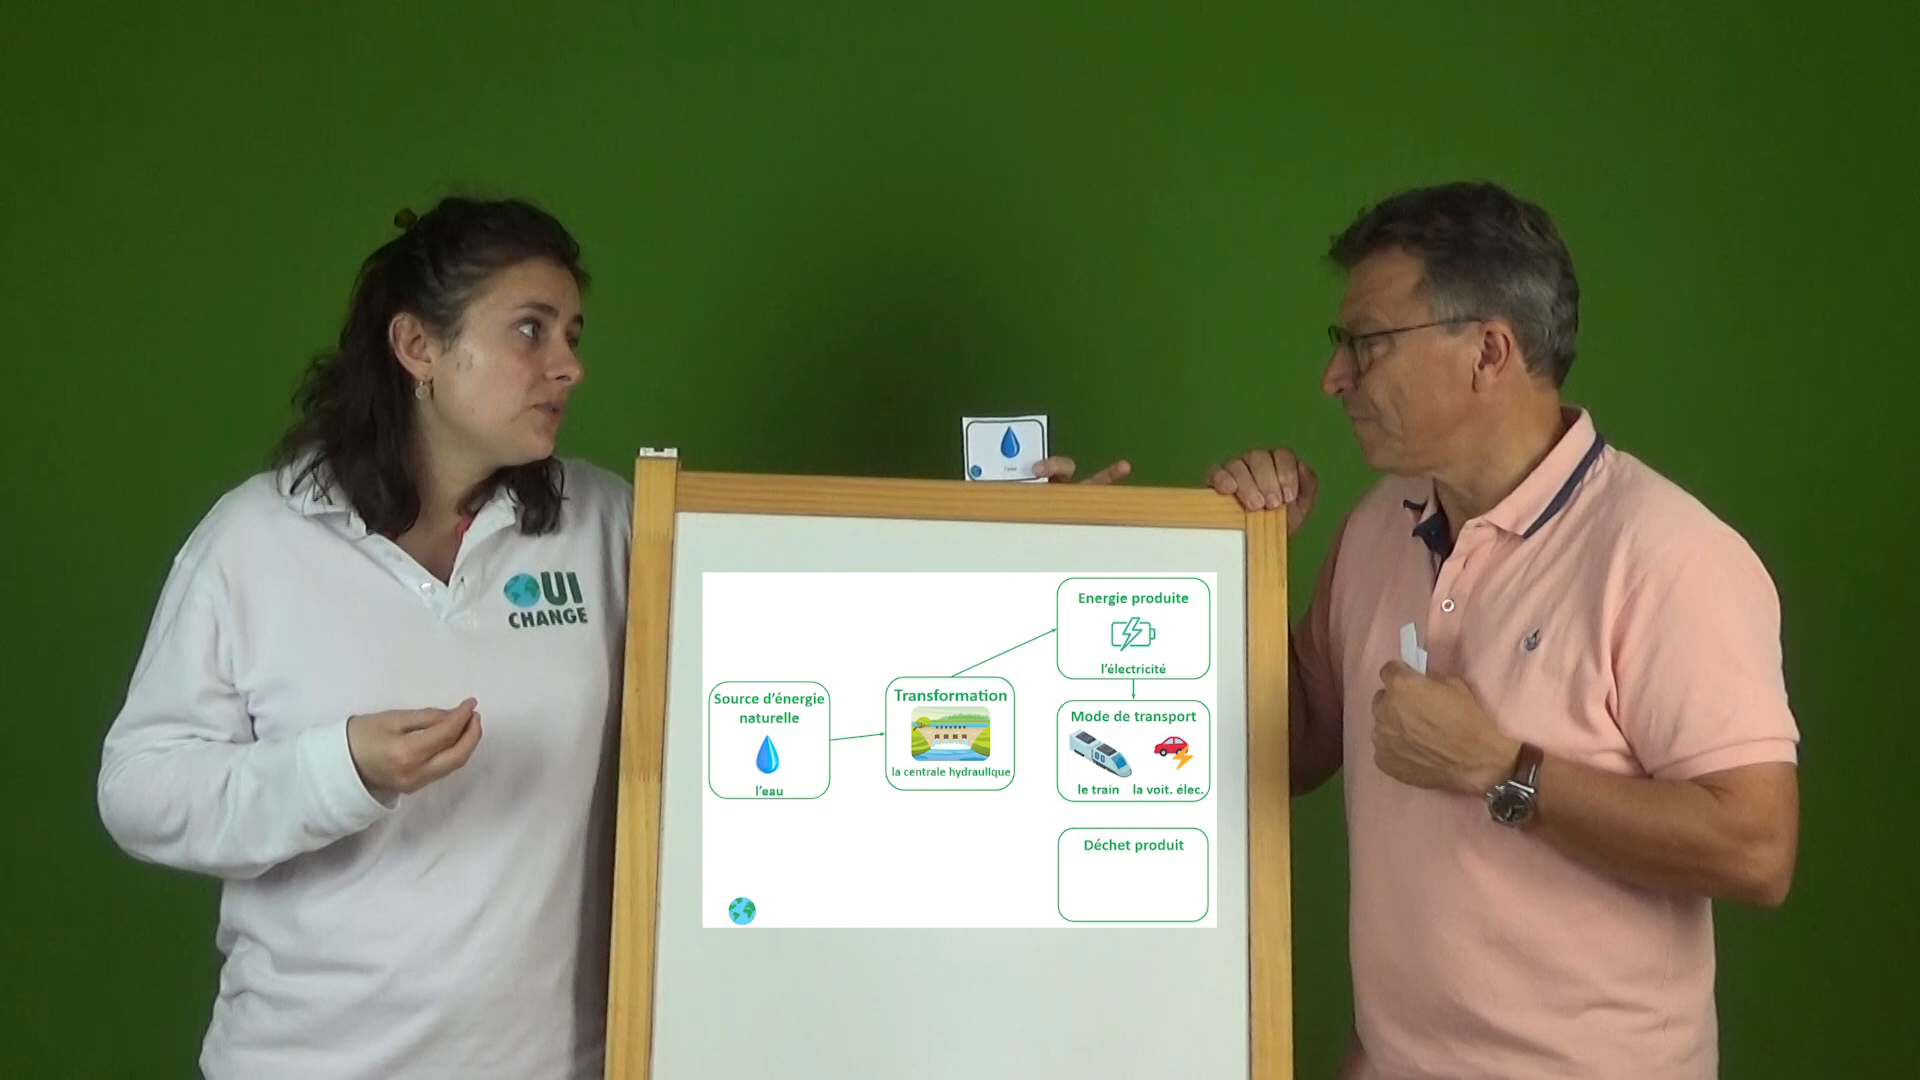 l'eau
OUI
CHANGE
Energie produite
l'électricité
Source d'énergie
naturelle
l'eau
Transformation
la centrale hydraulique
Mode de transport
le train la voit. élec.
Déchet produit